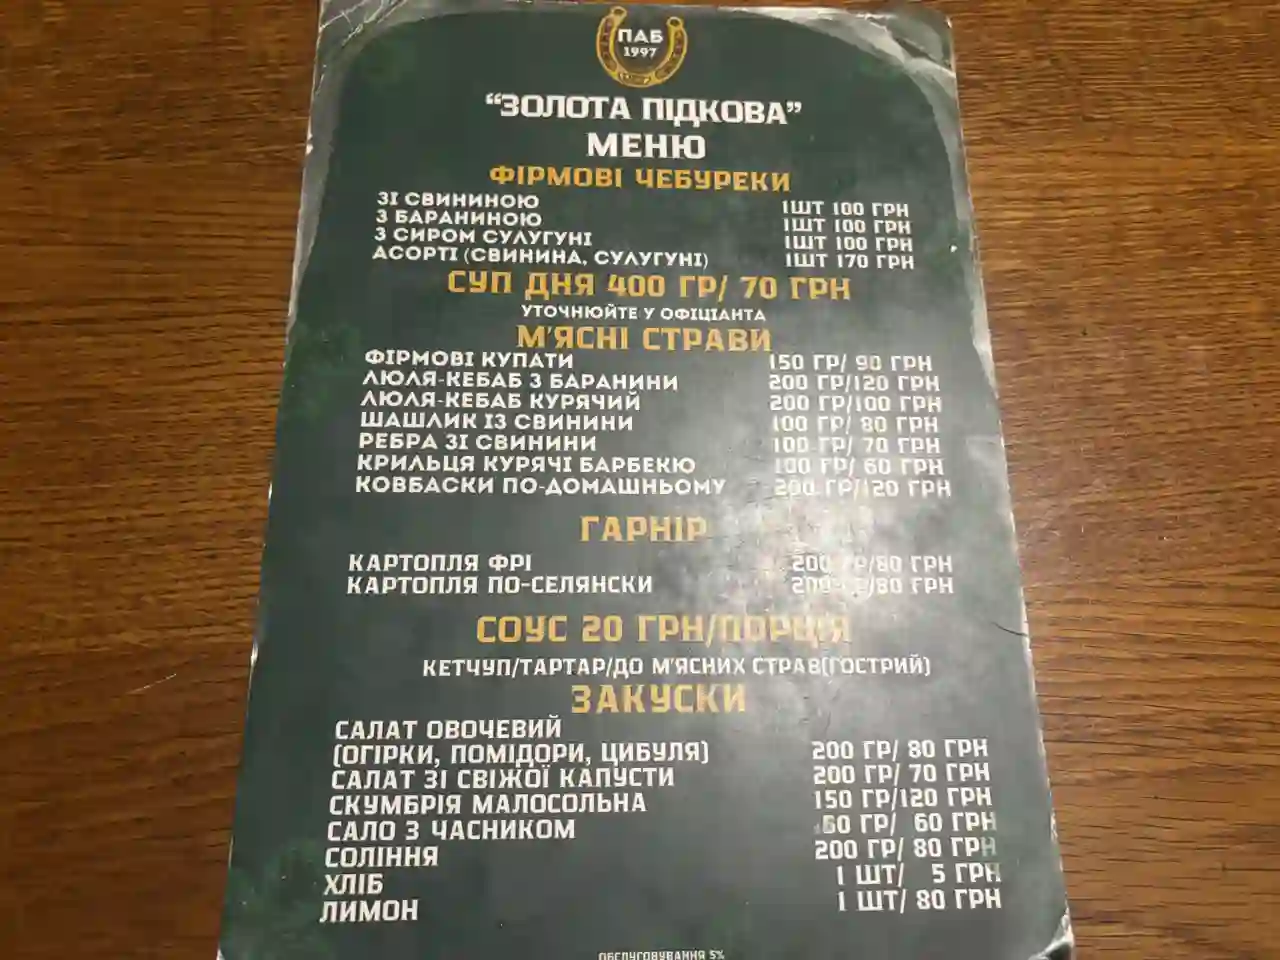 ПАБ
1997
“ЗОЛОТА ПІДКОВА”
МЕНЮ
ФІРМОВІ ЧЕБУРЕКИ
ЗІ СВИНИНОЮ 1ШТ 100 ГРН
З БАРАНИНОЮ 1ШТ 100 ГРН
З СИРОМ СУЛУГУНІ 1ШТ 100 ГРН
АСОРТІ (СВИНИНА, СУЛУГУНІ) 1ШТ 170 ГРН
СУП ДНЯ 400 ГР/ 70 ГРН
УТОЧНЮЙТЕ У ОФІЦІАНТА
М'ЯСНІ СТРАВИ
ФІРМОВІ КУПАТИ 150 ГР/ 90 ГРН
ЛЮЛЯ-КЕБАБ З БАРАНИНИ 200 ГР/120 ГРН
ЛЮЛЯ-КЕБАБ КУРЯЧИЙ 200 ГР/100 ГРН
ШАШЛИК ІЗ СВИНИНИ 100 ГР/ 80 ГРН
РЕБРА ЗІ СВИНИНИ 100 ГР/ 70 ГРН
КРИЛЬЦЯ КУРЯЧІ БАРБЕКЮ 100 ГР/ 60 ГРН
КОВБАСКИ ПО-ДОМАШНЬОМУ 200 ГР/120 ГРН
ГАРНІР
КАРТОПЛЯ ФРІ 200 ГР/80 ГРН
КАРТОПЛЯ ПО-СЕЛЯНСКИ 200 ГР/80 ГРН
СОУС 20 ГРН/ПОРЦІЯ
КЕТЧУП/ТАРТАР/ДО М'ЯСНИХ СТРАВ(ГОСТРИЙ)
ЗАКУСКИ
САЛАТ ОВОЧЕВИЙ
(ОГІРКИ, ПОМІДОРИ, ЦИБУЛЯ) 200 ГР/ 80 ГРН
САЛАТ ЗІ СВІЖОЇ КАПУСТИ 200 ГР/ 70 ГРН
СКУМБРІЯ МАЛОСОЛЬНА 150 ГР/120 ГРН
САЛО З ЧАСНИКОМ ГР/ 60 ГРН
СОЛІННЯ 200 ГР/ 80 ГРН
ХЛІБ 1 ШТ/ 5 ГРН
ЛИМОН 1 ШТ/ 80 ГРН
ОБСЛУГОВУВАННЯ 5%